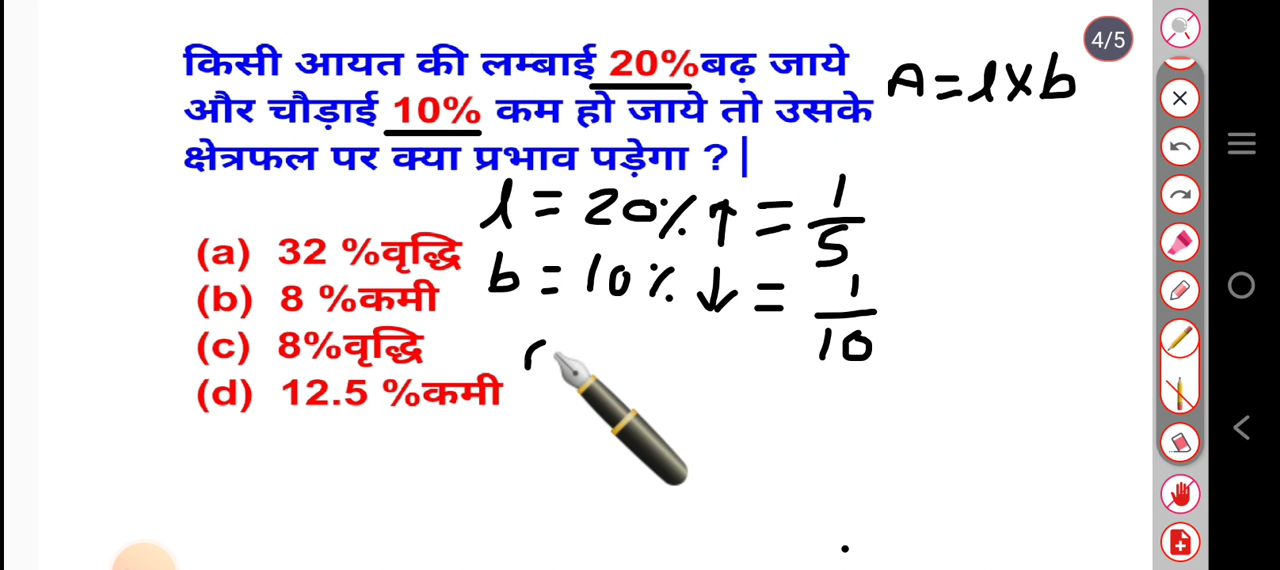 4/5
किसी आयत की लम्बाई 20%बढ़ जाये
और चौड़ाई 10% कम हो जाये तो उसके
क्षेत्रफल पर क्या प्रभाव पड़ेगा ?|
A=l×b
l = 20% ↑ = 1/5
(a) 32 %वृद्धि
b = 10% ↓ = 1/10
(b) 8 %कमी
(c) 8%वृद्धि
(d) 12.5 %कमी